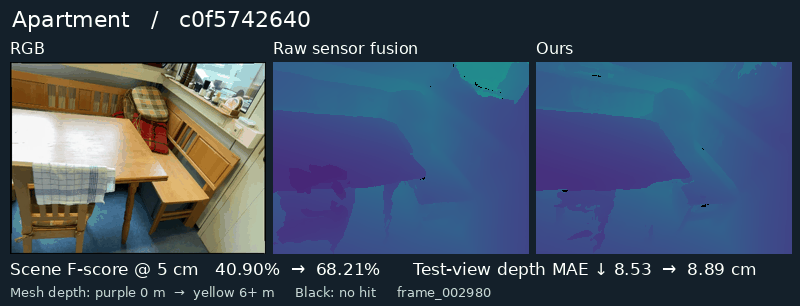 Apartment / c0f5742640
RGB
Raw sensor fusion
Ours
Scene F-score @ 5 cm 40.90% → 68.21% Test-view depth MAE ↓ 8.53 → 8.89 cm
Mesh depth: purple 0 m → yellow 6+ m Black: no hit frame_002980